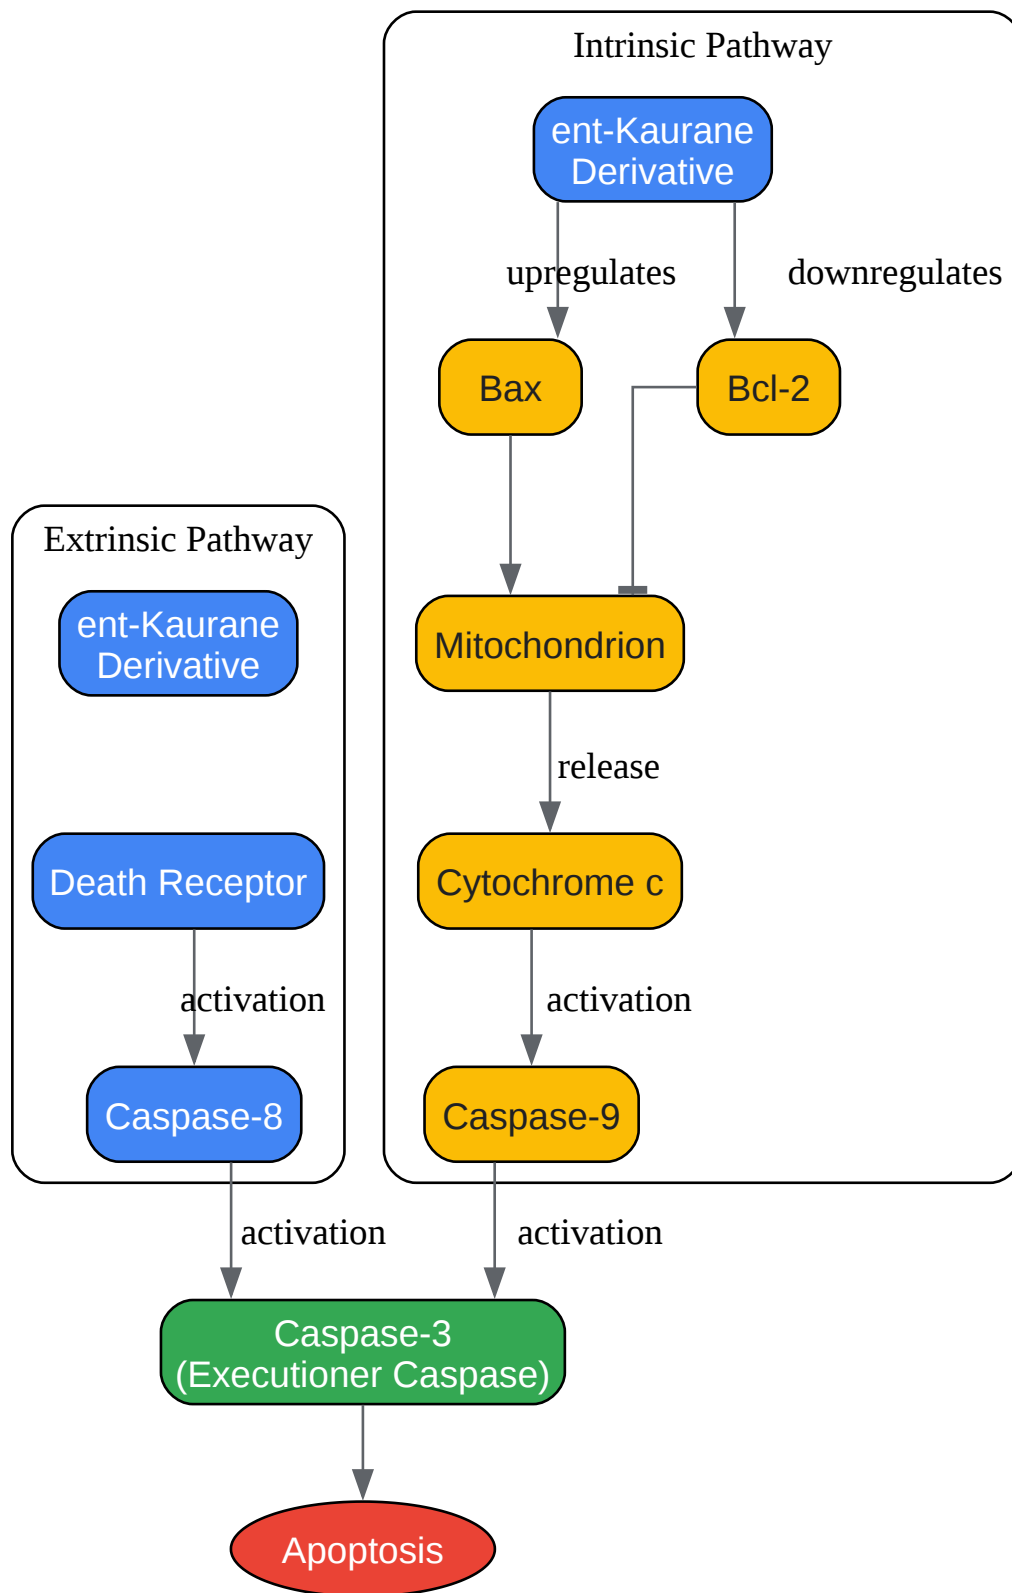 Intrinsic Pathway
ent-Kaurane
Derivative
upregulates
downregulates
Bax
Bcl-2
Extrinsic Pathway
ent-Kaurane
Derivative
Mitochondrion
release
Death Receptor
Cytochrome c
activation
activation
Caspase-8
Caspase-9
activation
activation
Caspase-3
(Executioner Caspase)
Apoptosis